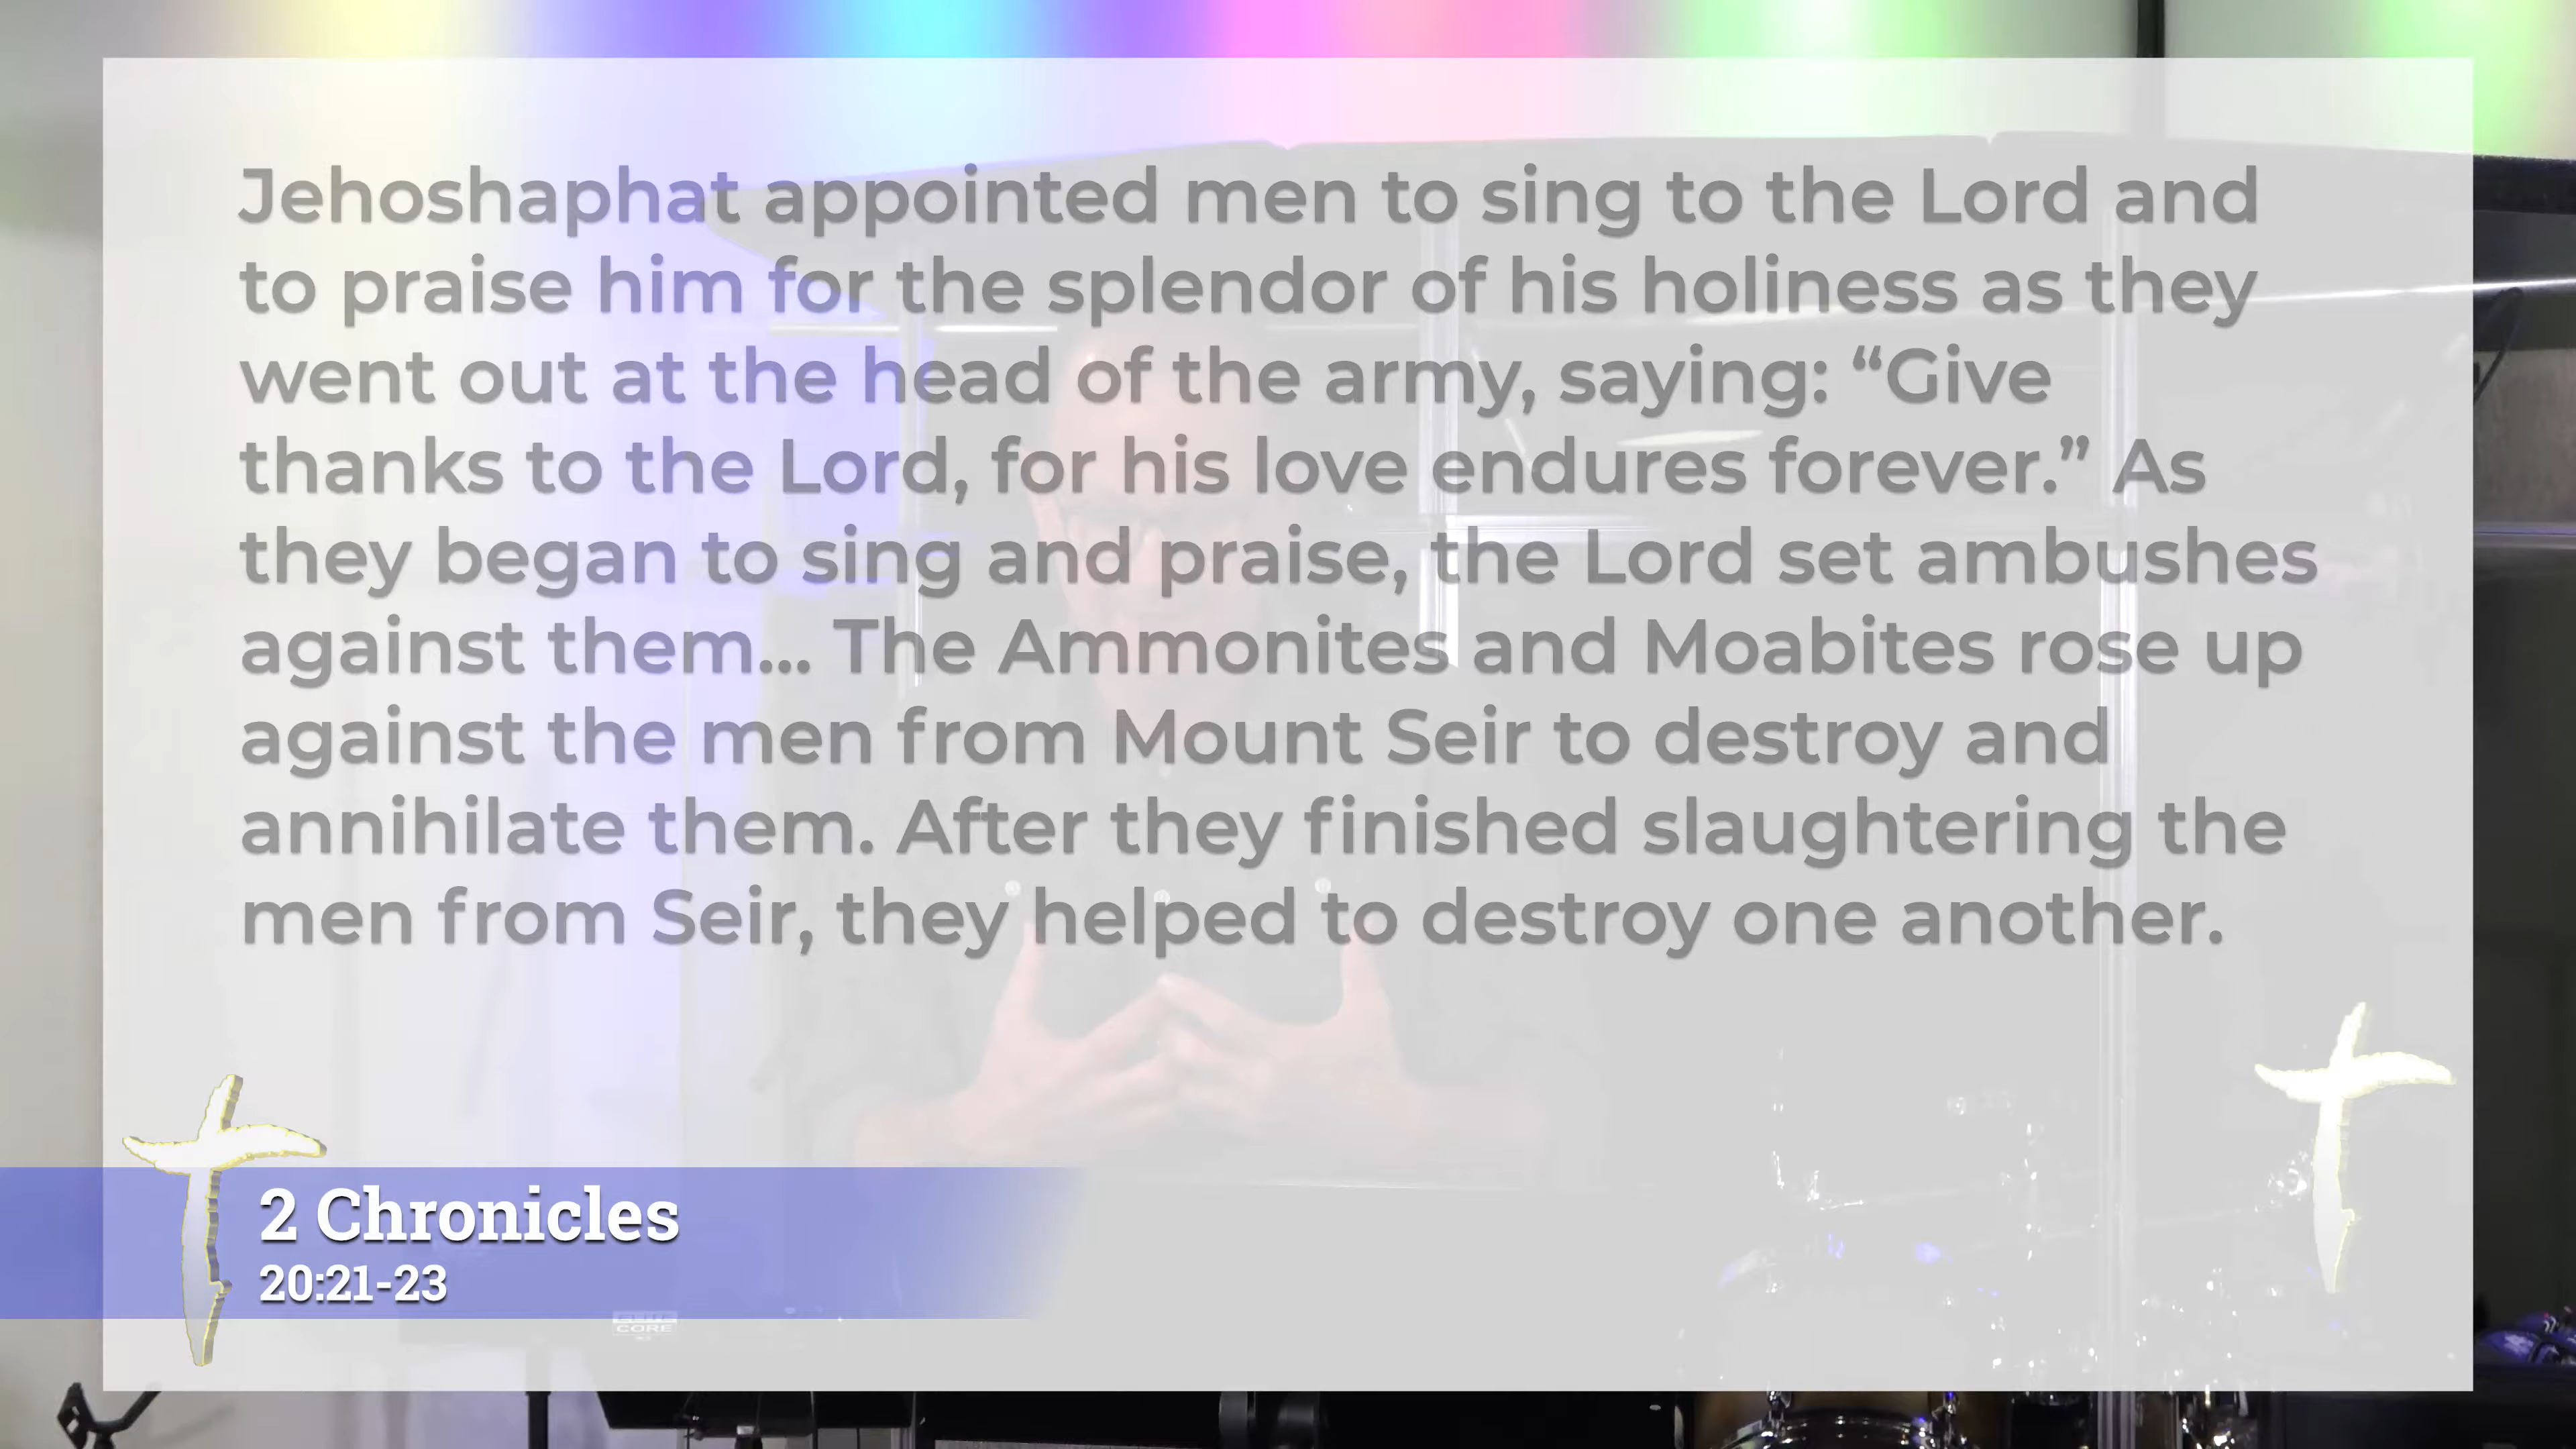 Jehoshaphat appointed men to sing to the Lord and
to praise him for the splendor of his holiness as they
went out at the head of the army, saying: “Give
thanks to the Lord, for his love endures forever.” As
they began to sing and praise, the Lord set ambushes
against them... The Ammonites and Moabites rose up
against the men from Mount Seir to destroy and
annihilate them. After they finished slaughtering the
men from Seir, they helped to destroy one another.
2 Chronicles
20:21-23
ELITE
CORE